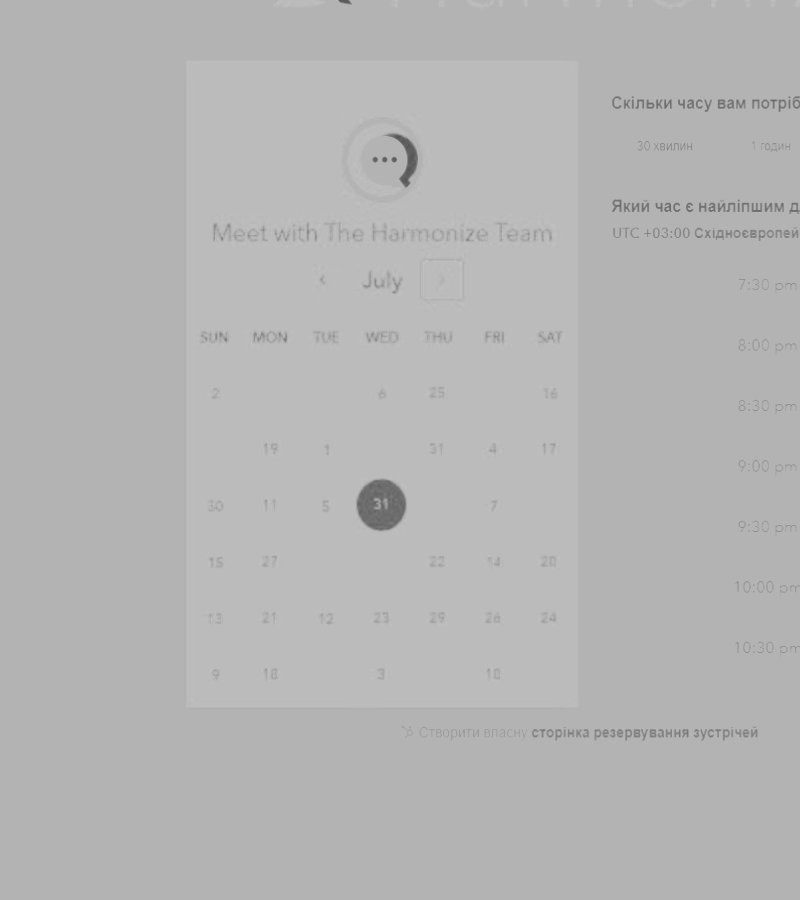 Meet with The Harmonize Team
‹ July ›
SUN MON TUE WED THU FRI SAT
2 6 25 16
19 1 31 4 17
30 11 5 31 7
15 27 22 14 20
13 21 12 23 29 26 24
9 18 3 10
Скільки часу вам потріб
30 хвилин 1 годин
Який час є найліпшим д
UTC +03:00 Східноєвропей
7:30 pm
8:00 pm
8:30 pm
9:00 pm
9:30 pm
10:00 pm
10:30 pm
Створити власну сторінка резервування зустрічей